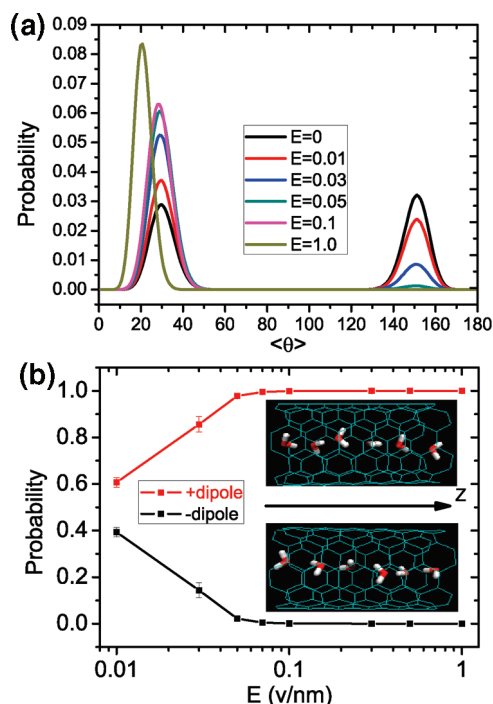 (a)
0.09
0.08
0.07
0.06
0.05
0.04
0.03
0.02
0.01
0.00
Probability
E=0
E=0.01
E=0.03
E=0.05
E=0.1
E=1.0
0 20 40 60 80 100 120 140 160 180
<θ>
(b)
1.0
0.8
0.6
0.4
0.2
0.0
Probability
+dipole
-dipole
Z
0.01 0.1 1
E (v/nm)